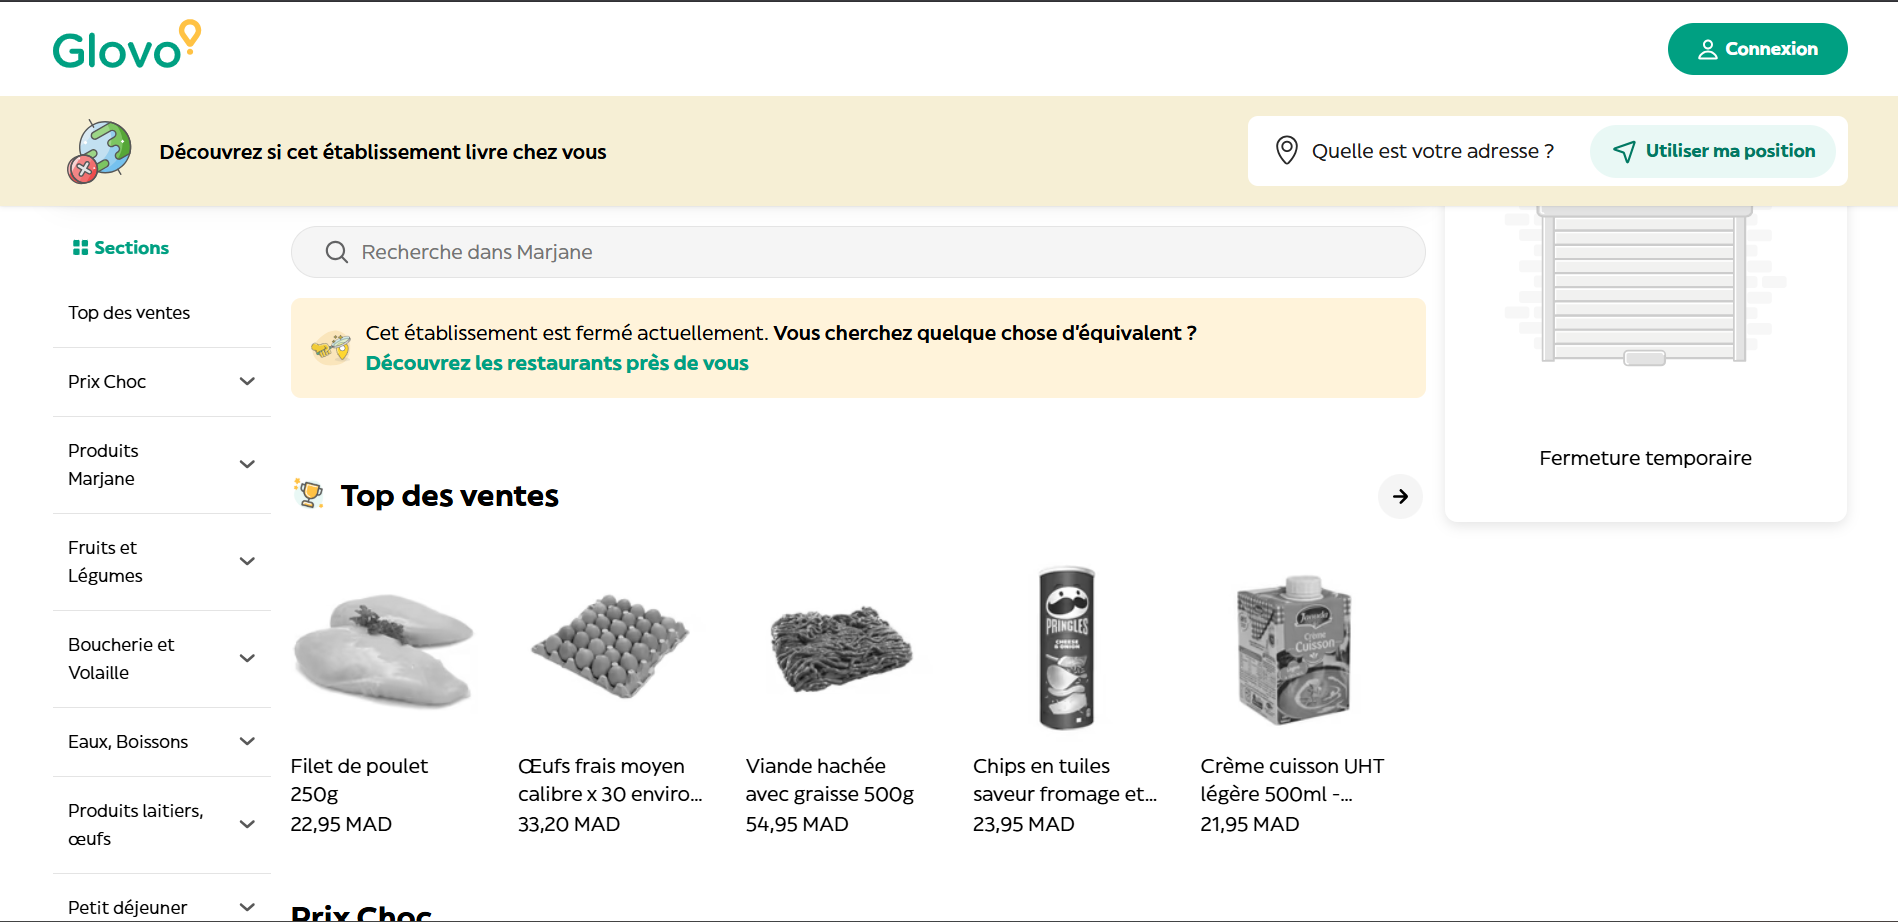 Glovo
Connexion
Découvrez si cet établissement livre chez vous
Quelle est votre adresse ?
Utiliser ma position
Sections
Top des ventes
Prix Choc
Produits
Marjane
Fruits et
Légumes
Boucherie et
Volaille
Eaux, Boissons
Produits laitiers,
œufs
Petit déjeuner
Recherche dans Marjane
Cet établissement est fermé actuellement. Vous cherchez quelque chose d'équivalent ?
Découvrez les restaurants près de vous
Fermeture temporaire
Top des ventes
PRINGLES
CHEESE
& ONION
Crème
Cuisson
Filet de poulet
250g
22,95 MAD
Œufs frais moyen
calibre x 30 enviro...
33,20 MAD
Viande hachée
avec graisse 500g
54,95 MAD
Chips en tuiles
saveur fromage et...
23,95 MAD
Crème cuisson UHT
légère 500ml -...
21,95 MAD
Prix Choc